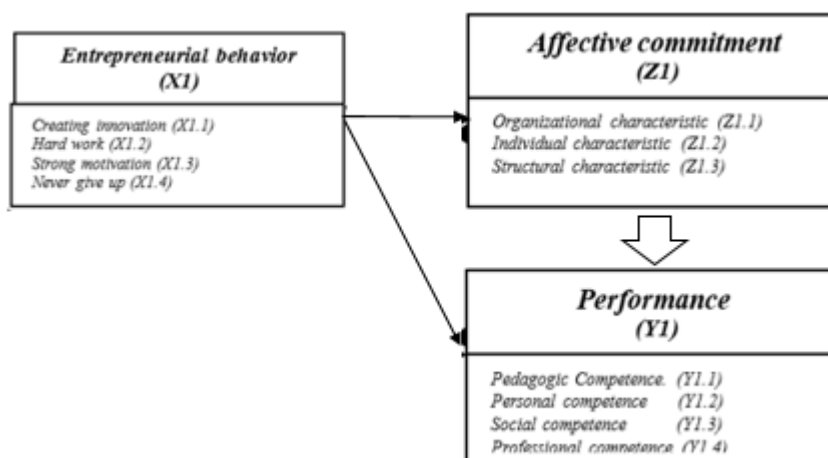 Entrepreneurial behavior
(X1)
Creating innovation (X1.1)
Hard work (X1.2)
Strong motivation (X1.3)
Never give up (X1.4)
Affective commitment
(Z1)
Organizational characteristic (Z1.1)
Individual characteristic (Z1.2)
Structural characteristic (Z1.3)
Performance
(Y1)
Pedagogic Competence. (Y1.1)
Personal competence (Y1.2)
Social competence (Y1.3)
Professional competence (Y1.4)